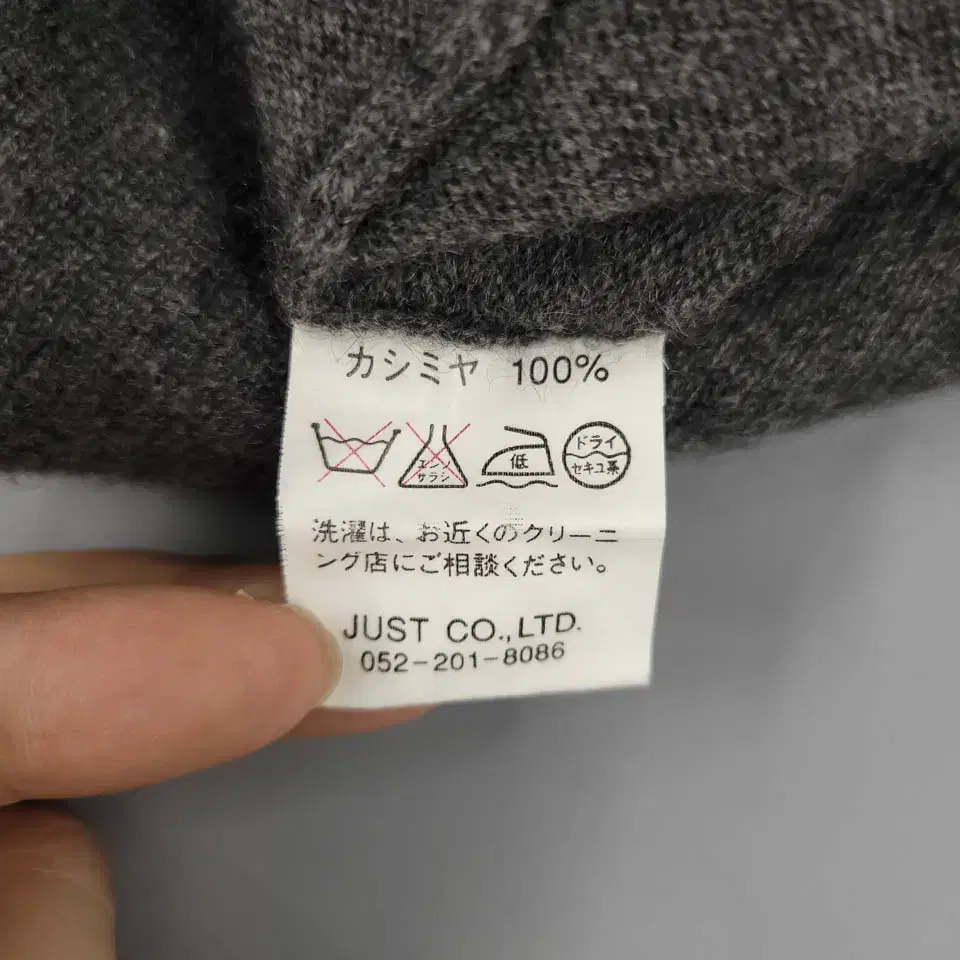 カシミヤ 100%
エンソ
サラシ
低
ドライ
セキユ系
洗濯は、お近くのクリーニ
ング店にご相談ください。
JUST CO.,LTD.
052-201-8086